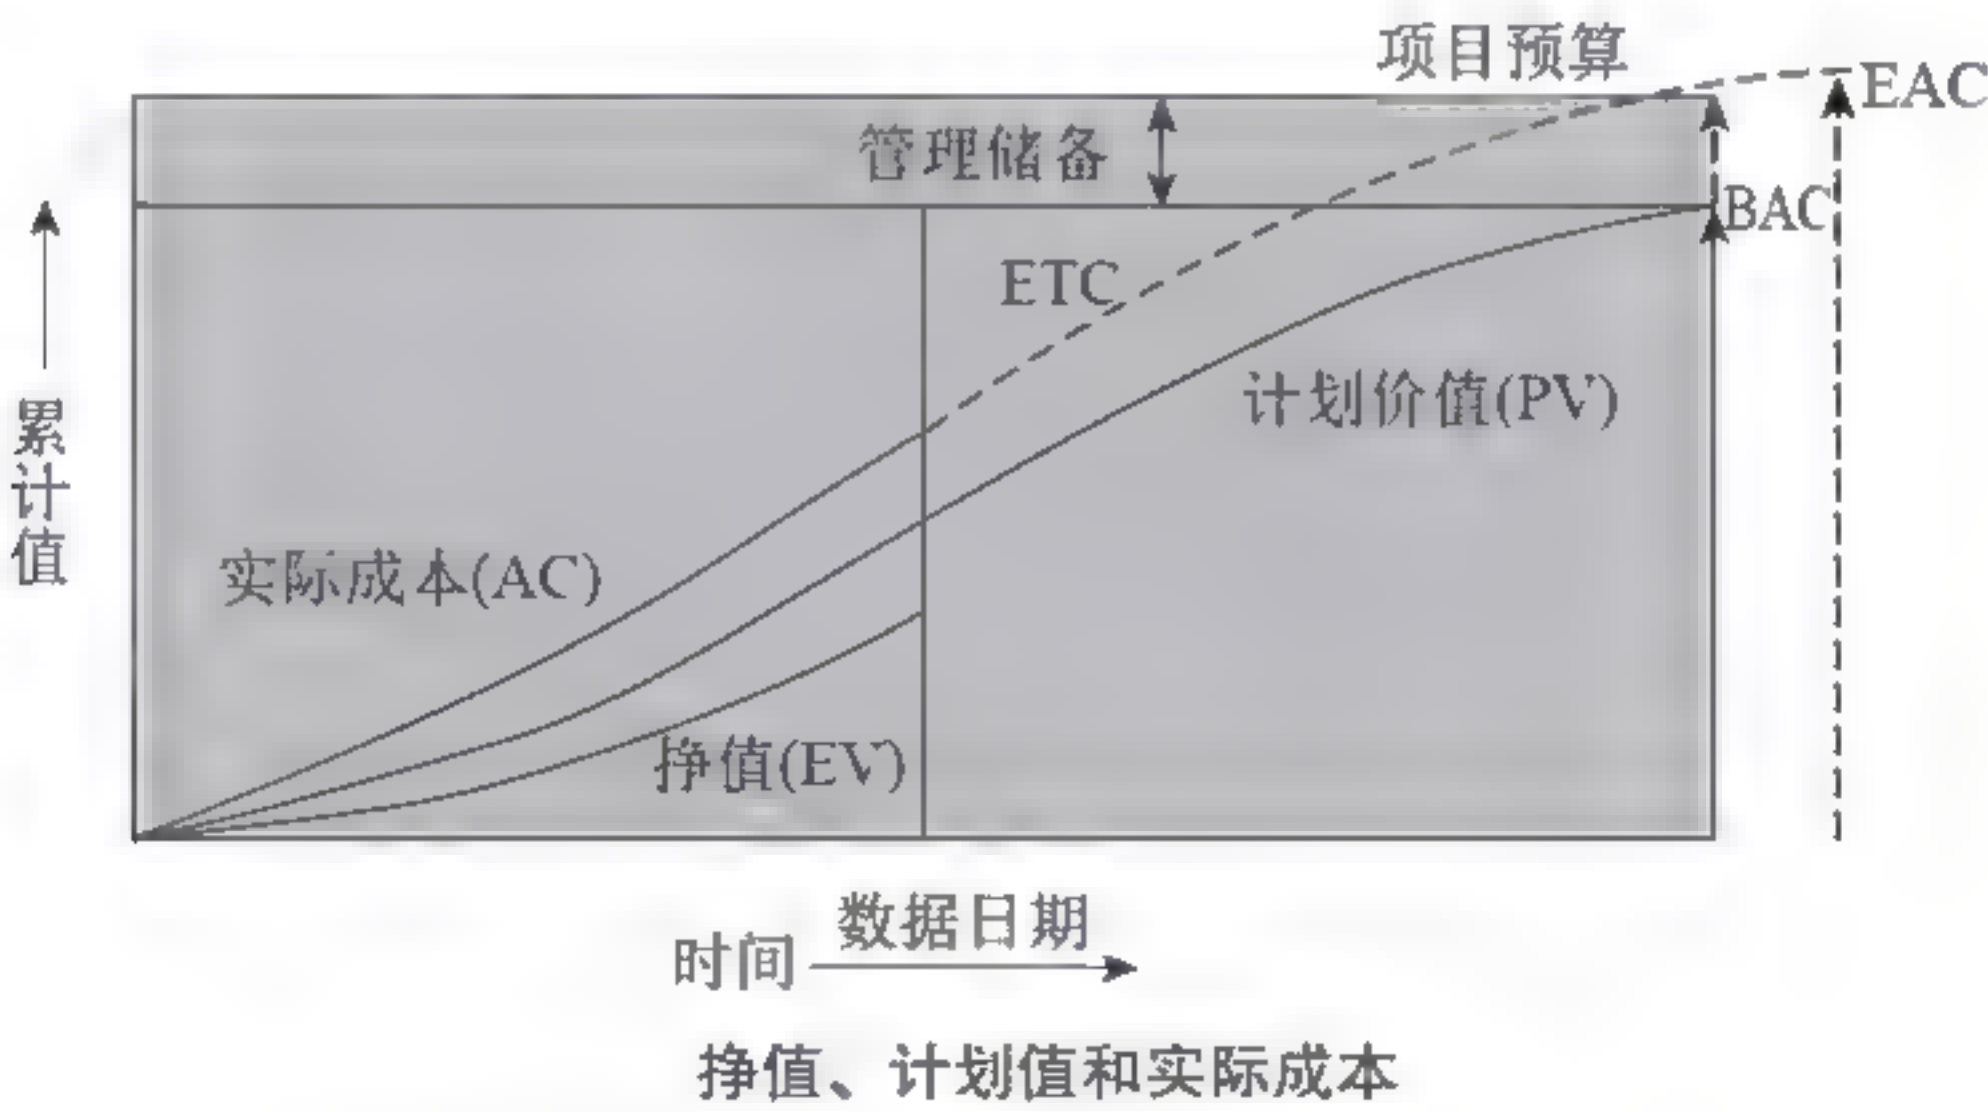 项目预算
EAC
管理储备
BAC
ETC
计划价值(PV)
累计值
实际成本(AC)
挣值(EV)
数据日期
时间
挣值、计划值和实际成本